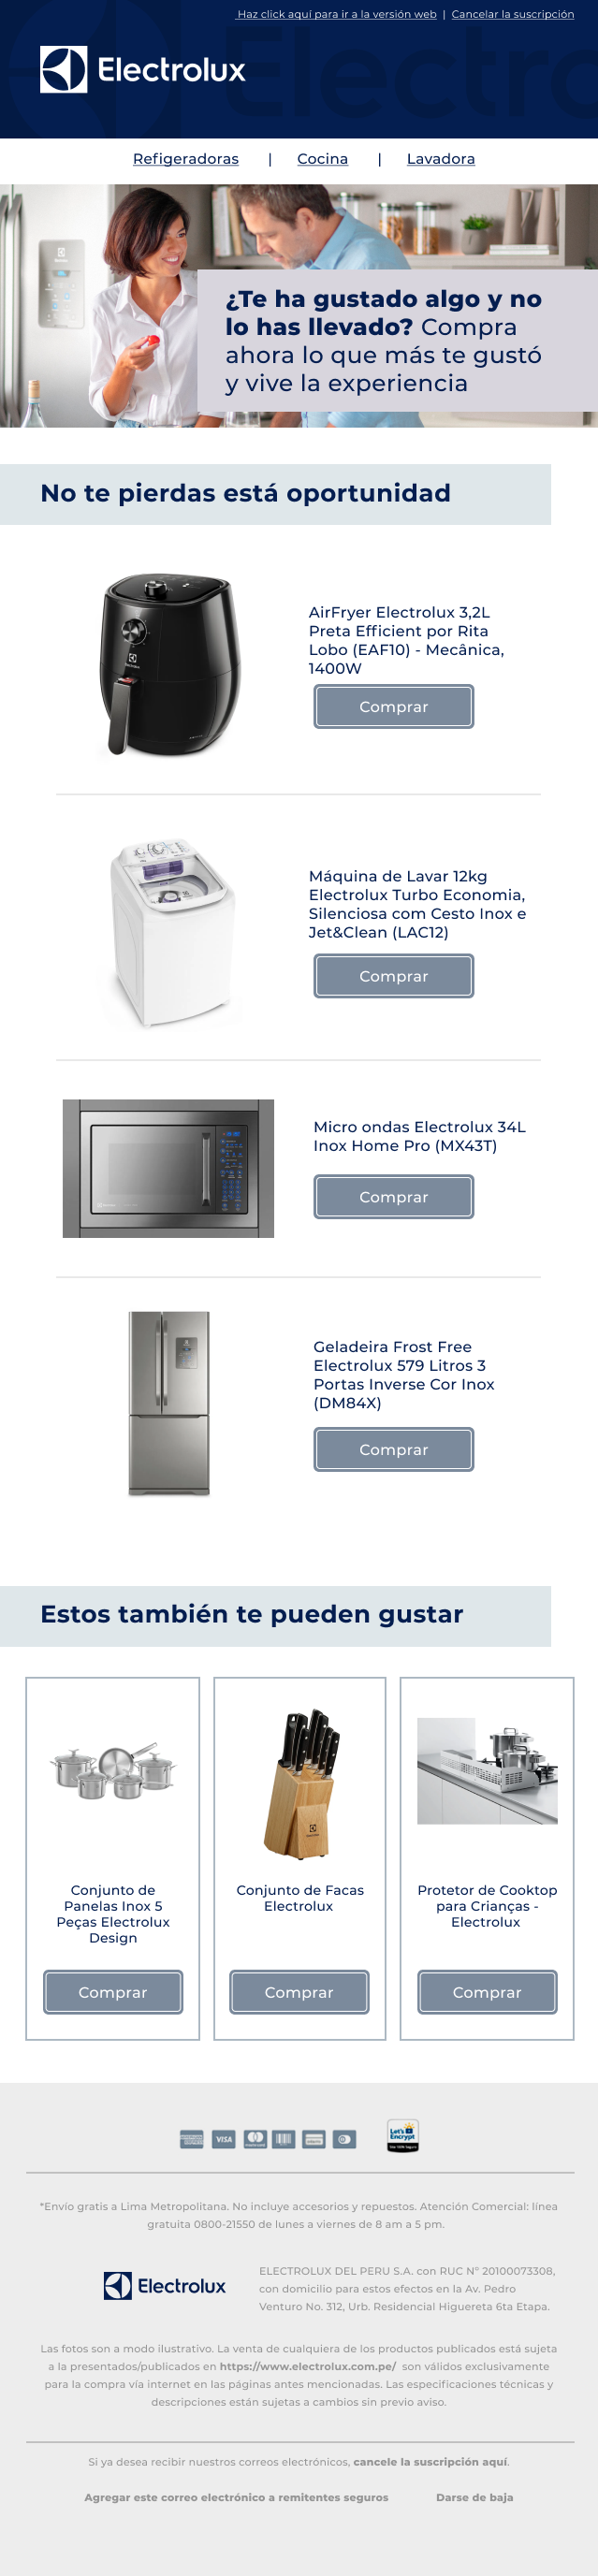 Haz click aquí para ir a la versión web | Cancelar la suscripción
Electrolux
Refigeradoras | Cocina | Lavadora
¿Te ha gustado algo y no
lo has llevado? Compra
ahora lo que más te gustó
y vive la experiencia
No te pierdas está oportunidad
AirFryer Electrolux 3,2L
Preta Efficient por Rita
Lobo (EAF10) - Mecânica,
1400W
Comprar
Máquina de Lavar 12kg
Electrolux Turbo Economia,
Silenciosa com Cesto Inox e
Jet&Clean (LAC12)
Comprar
Micro ondas Electrolux 34L
Inox Home Pro (MX43T)
Comprar
Geladeira Frost Free
Electrolux 579 Litros 3
Portas Inverse Cor Inox
(DM84X)
Comprar
Estos también te pueden gustar
Conjunto de
Panelas Inox 5
Peças Electrolux
Design
Comprar
Conjunto de Facas
Electrolux
Comprar
Protetor de Cooktop
para Crianças -
Electrolux
Comprar
VISA
Let's
Encrypt
*Envío gratis a Lima Metropolitana. No incluye accesorios y repuestos. Atención Comercial: línea
gratuita 0800-21550 de lunes a viernes de 8 am a 5 pm.
Electrolux
ELECTROLUX DEL PERU S.A. con RUC N° 20100073308,
con domicilio para estos efectos en la Av. Pedro
Venturo No. 312, Urb. Residencial Higuereta 6ta Etapa.
Las fotos son a modo ilustrativo. La venta de cualquiera de los productos publicados está sujeta
a la presentados/publicados en https://www.electrolux.com.pe/ son válidos exclusivamente
para la compra vía internet en las páginas antes mencionadas. Las especificaciones técnicas y
descripciones están sujetas a cambios sin previo aviso.
Si ya desea recibir nuestros correos electrónicos, cancele la suscripción aquí.
Agregar este correo electrónico a remitentes seguros Darse de baja